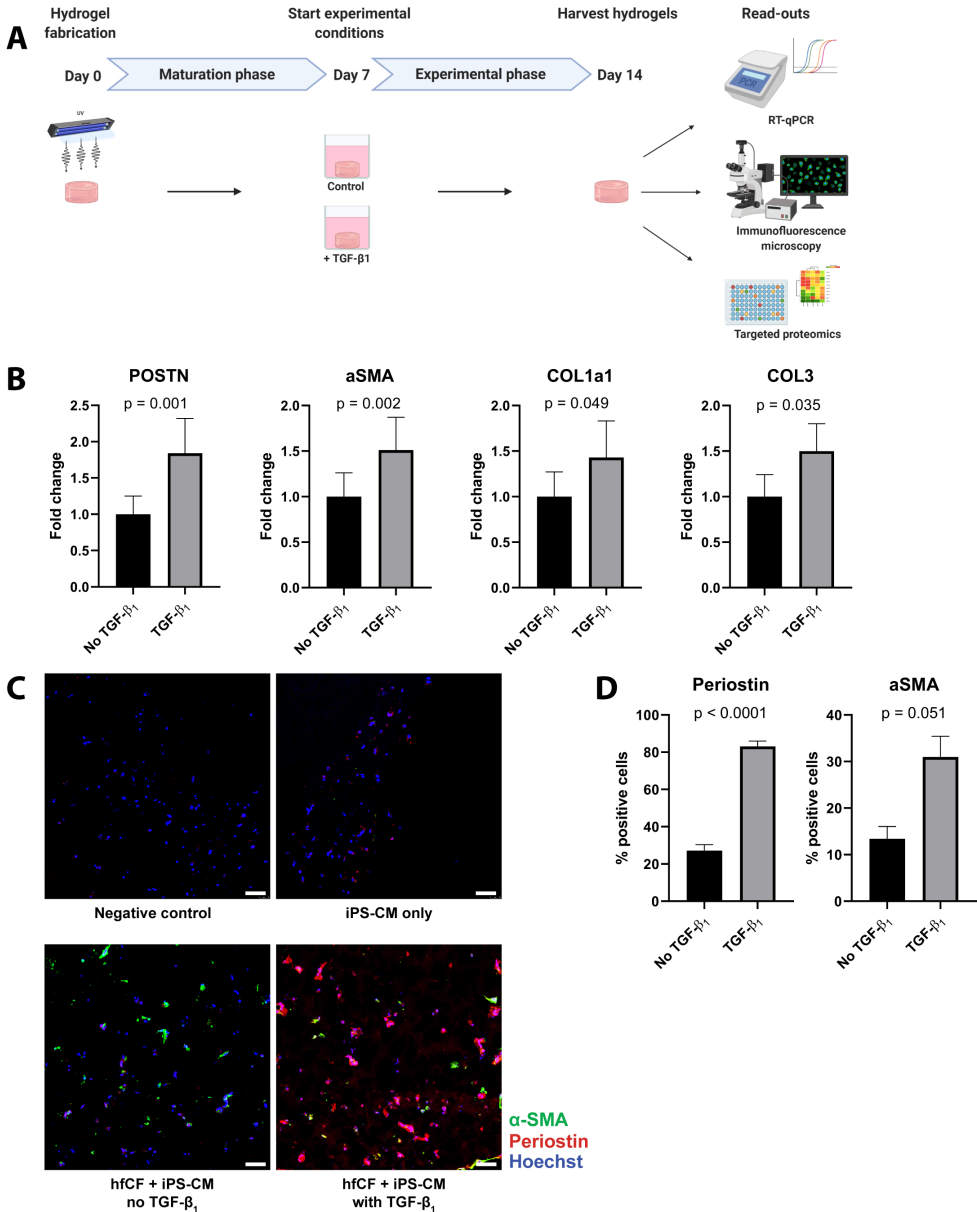 A
Hydrogel
fabrication
Start experimental
conditions
Harvest hydrogels
Read-outs
Day 0
Maturation phase
Day 7
Experimental phase
Day 14
UV
PCR
RT-qPCR
Control
+ TGF-β1
Immunofluorescence
microscopy
Targeted proteomics
B
POSTN
p = 0.001
Fold change
2.5
2.0
1.5
1.0
0.5
0.0
No TGF-β₁
TGF-β₁
aSMA
p = 0.002
Fold change
2.0
1.5
1.0
0.5
0.0
No TGF-β₁
TGF-β₁
COL1a1
p = 0.049
Fold change
2.0
1.5
1.0
0.5
0.0
No TGF-β₁
TGF-β₁
COL3
p = 0.035
Fold change
2.0
1.5
1.0
0.5
0.0
No TGF-β₁
TGF-β₁
C
Negative control
iPS-CM only
hfCF + iPS-CM
no TGF-β₁
hfCF + iPS-CM
with TGF-β₁
α-SMA
Periostin
Hoechst
D
Periostin
p < 0.0001
% positive cells
100
80
60
40
20
0
No TGF-β₁
TGF-β₁
aSMA
p = 0.051
% positive cells
40
30
20
10
0
No TGF-β₁
TGF-β₁